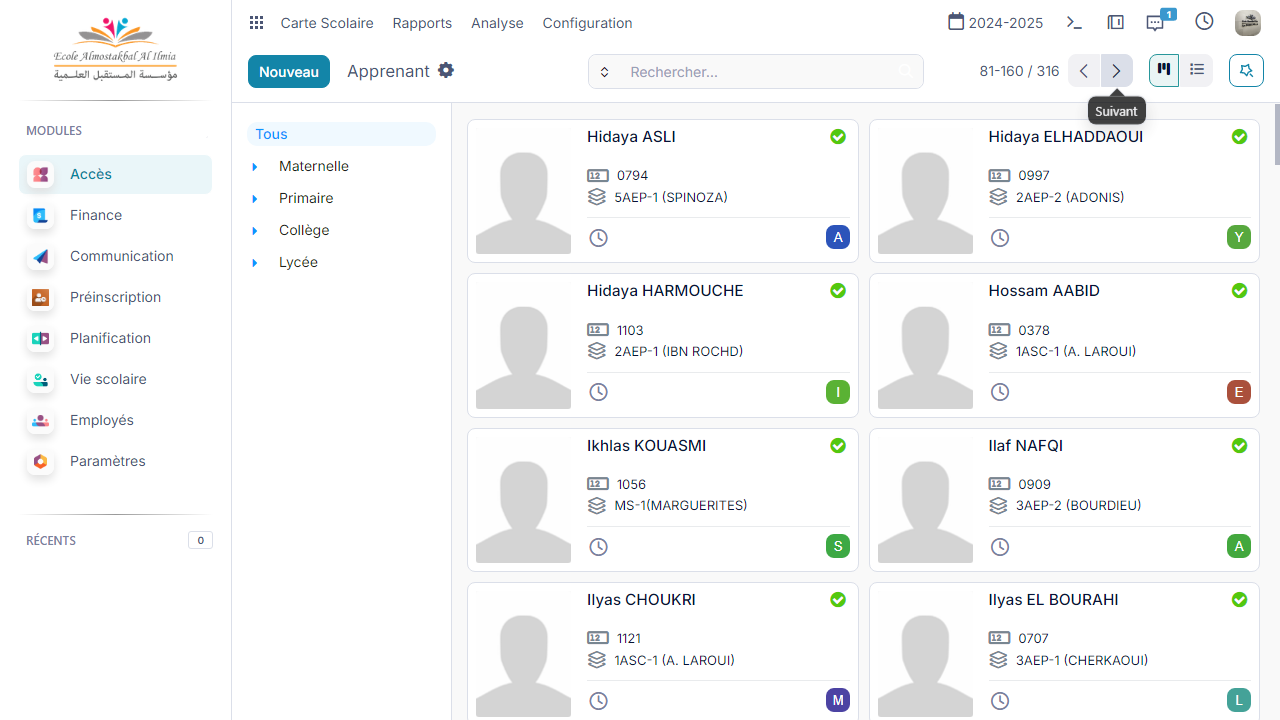 Ecole Almostakbal Al Ilmia
مؤسسة المستقبل العلمية
MODULES
Accès
Finance
Communication
Préinscription
Planification
Vie scolaire
Employés
Paramètres
RÉCENTS 0
Carte Scolaire Rapports Analyse Configuration 2024-2025 1
Nouveau Apprenant Rechercher... 81-160 / 316
Suivant
Tous
Maternelle
Primaire
Collège
Lycée
Hidaya ASLI
12 0794
5AEP-1 (SPINOZA)
A
Hidaya ELHADDAOUI
12 0997
2AEP-2 (ADONIS)
Y
Hidaya HARMOUCHE
12 1103
2AEP-1 (IBN ROCHD)
I
Hossam AABID
12 0378
1ASC-1 (A. LAROUI)
E
Ikhlas KOUASMI
12 1056
MS-1(MARGUERITES)
S
Ilaf NAFQI
12 0909
3AEP-2 (BOURDIEU)
A
Ilyas CHOUKRI
12 1121
1ASC-1 (A. LAROUI)
M
Ilyas EL BOURAHI
12 0707
3AEP-1 (CHERKAOUI)
L